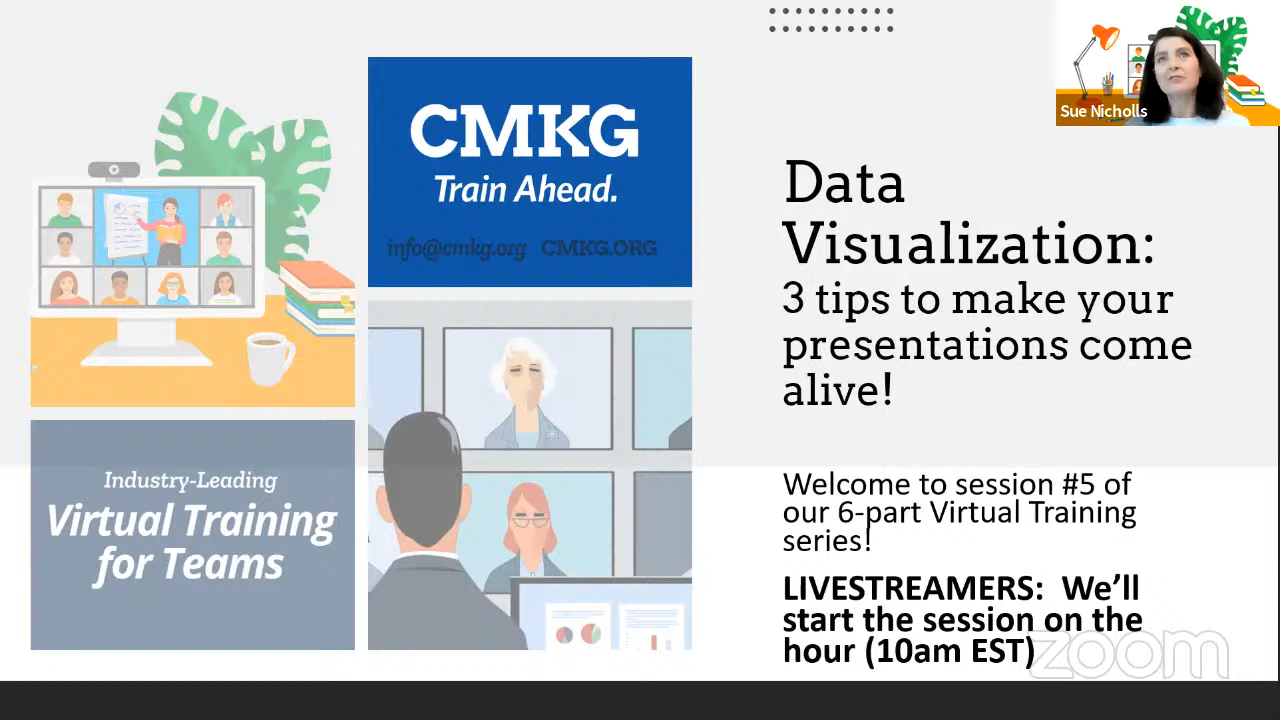 CMKG
Train Ahead.
info@cmkg.org CMKG.ORG
Industry-Leading
Virtual Training
for Teams
Data
Visualization:
3 tips to make your
presentations come
alive!
Welcome to session #5 of
our 6-part Virtual Training
series!
LIVESTREAMERS: We’ll
start the session on the
hour (10am EST)
zoom
Sue Nicholls